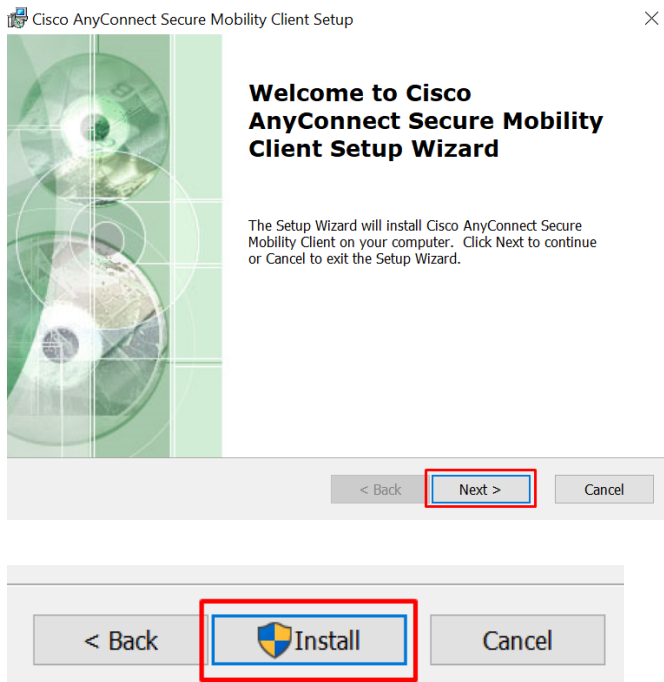 Cisco AnyConnect Secure Mobility Client Setup
Welcome to Cisco
AnyConnect Secure Mobility
Client Setup Wizard
The Setup Wizard will install Cisco AnyConnect Secure
Mobility Client on your computer. Click Next to continue
or Cancel to exit the Setup Wizard.
< Back Next > Cancel
< Back Install Cancel